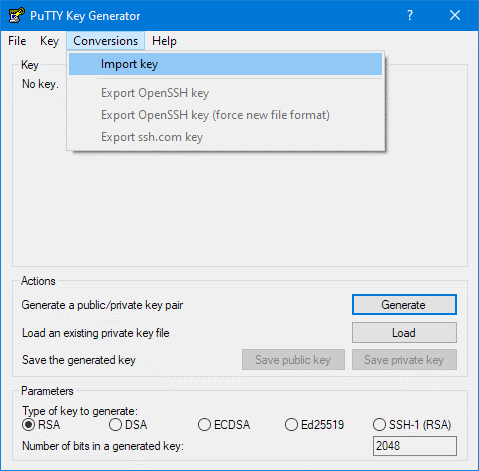 PuTTY Key Generator
?
File Key Conversions Help
Import key
Export OpenSSH key
Export OpenSSH key (force new file format)
Export ssh.com key
Key
No key.
Actions
Generate a public/private key pair Generate
Load an existing private key file Load
Save the generated key Save public key Save private key
Parameters
Type of key to generate:
RSA DSA ECDSA Ed25519 SSH-1 (RSA)
Number of bits in a generated key: 2048